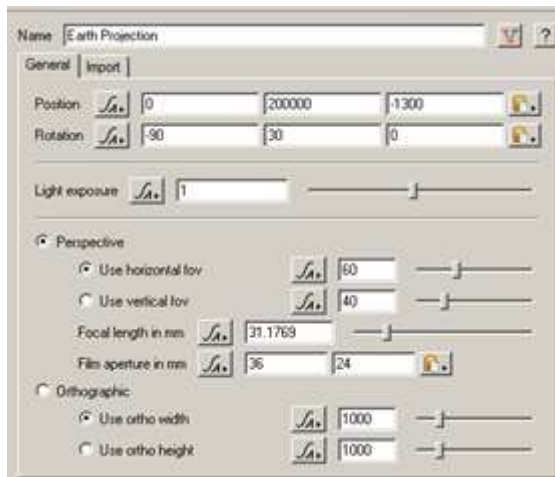 Name Earth Projection ?
General Import
Position 0 200000 -1300
Rotation -90 30 0
Light exposure 1
Perspective
Use horizontal fov 60
Use vertical fov 40
Focal length in mm 31.1769
Film aperture in mm 36 24
Orthographic
Use ortho width 1000
Use ortho height 1000